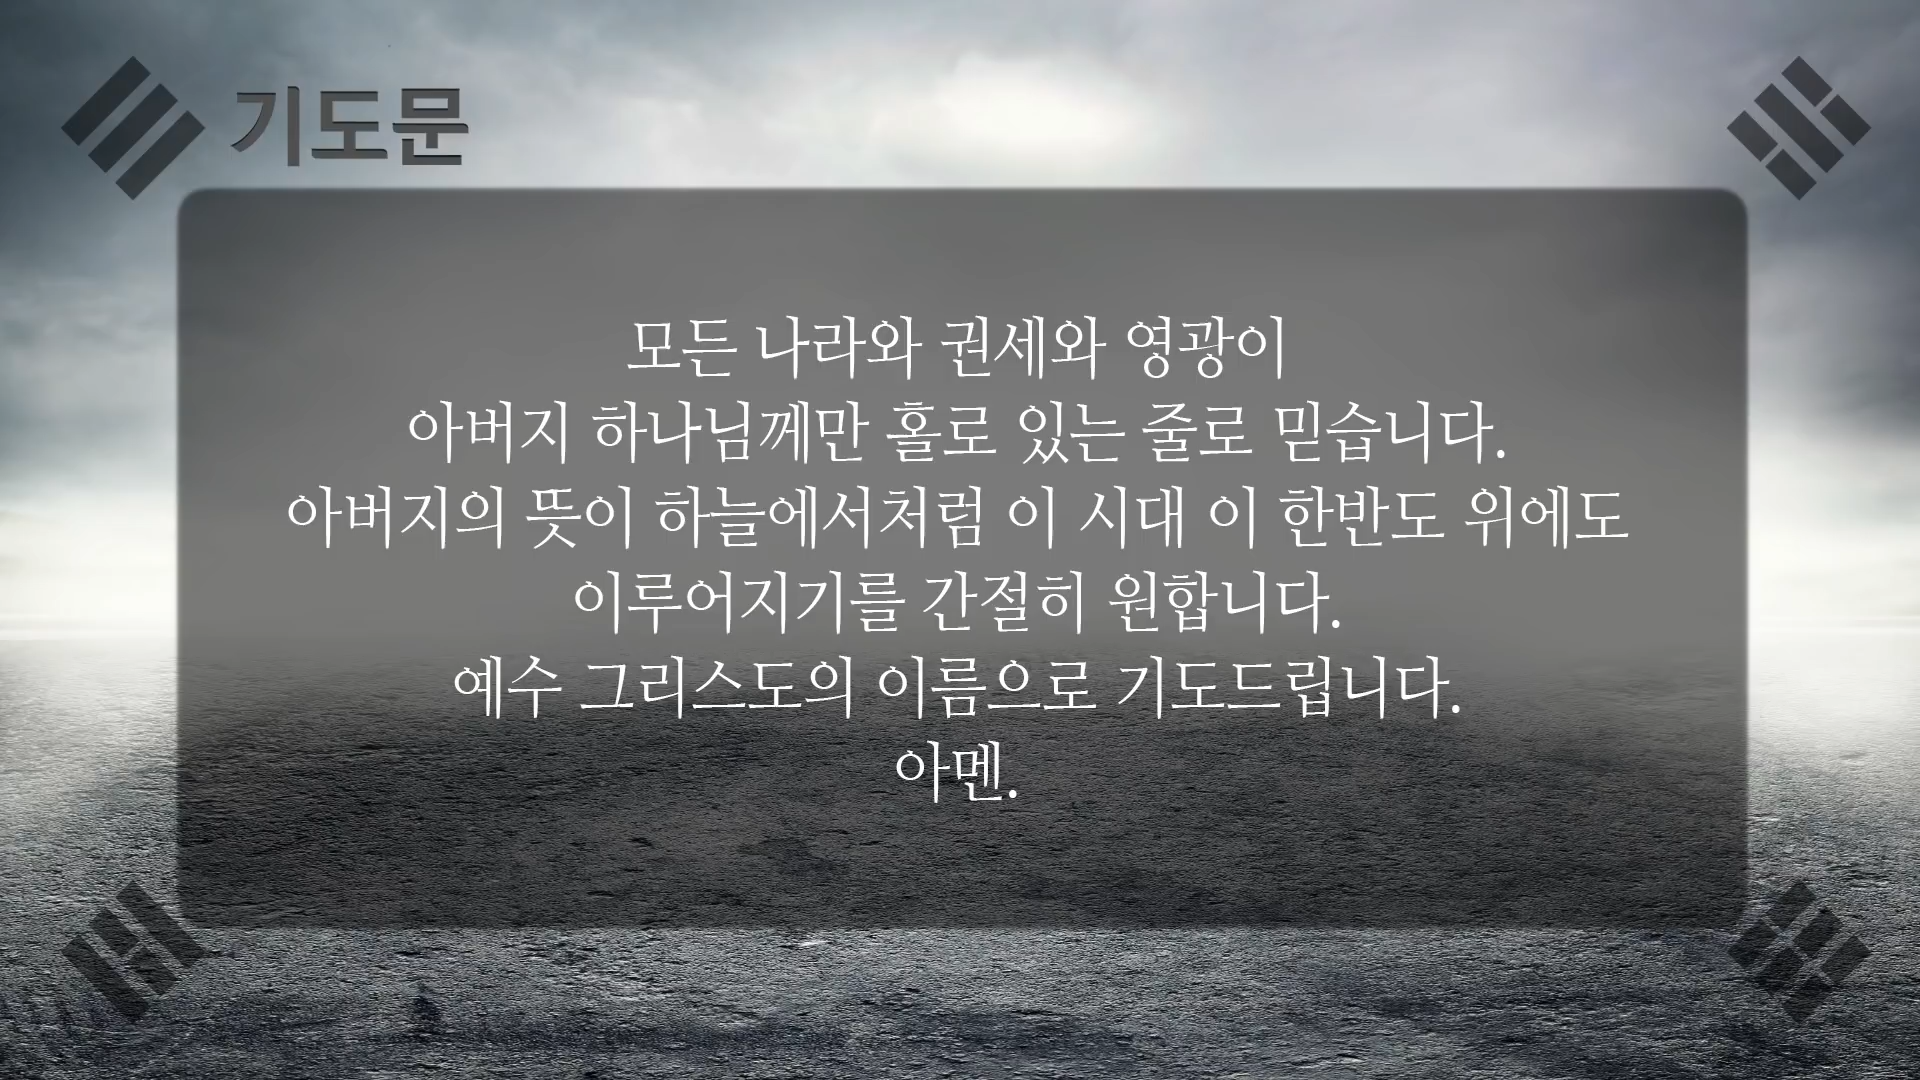 기도문
모든 나라와 권세와 영광이
아버지 하나님께만 홀로 있는 줄로 믿습니다.
아버지의 뜻이 하늘에서처럼 이 시대 이 한반도 위에도
이루어지기를 간절히 원합니다.
예수 그리스도의 이름으로 기도드립니다.
아멘.